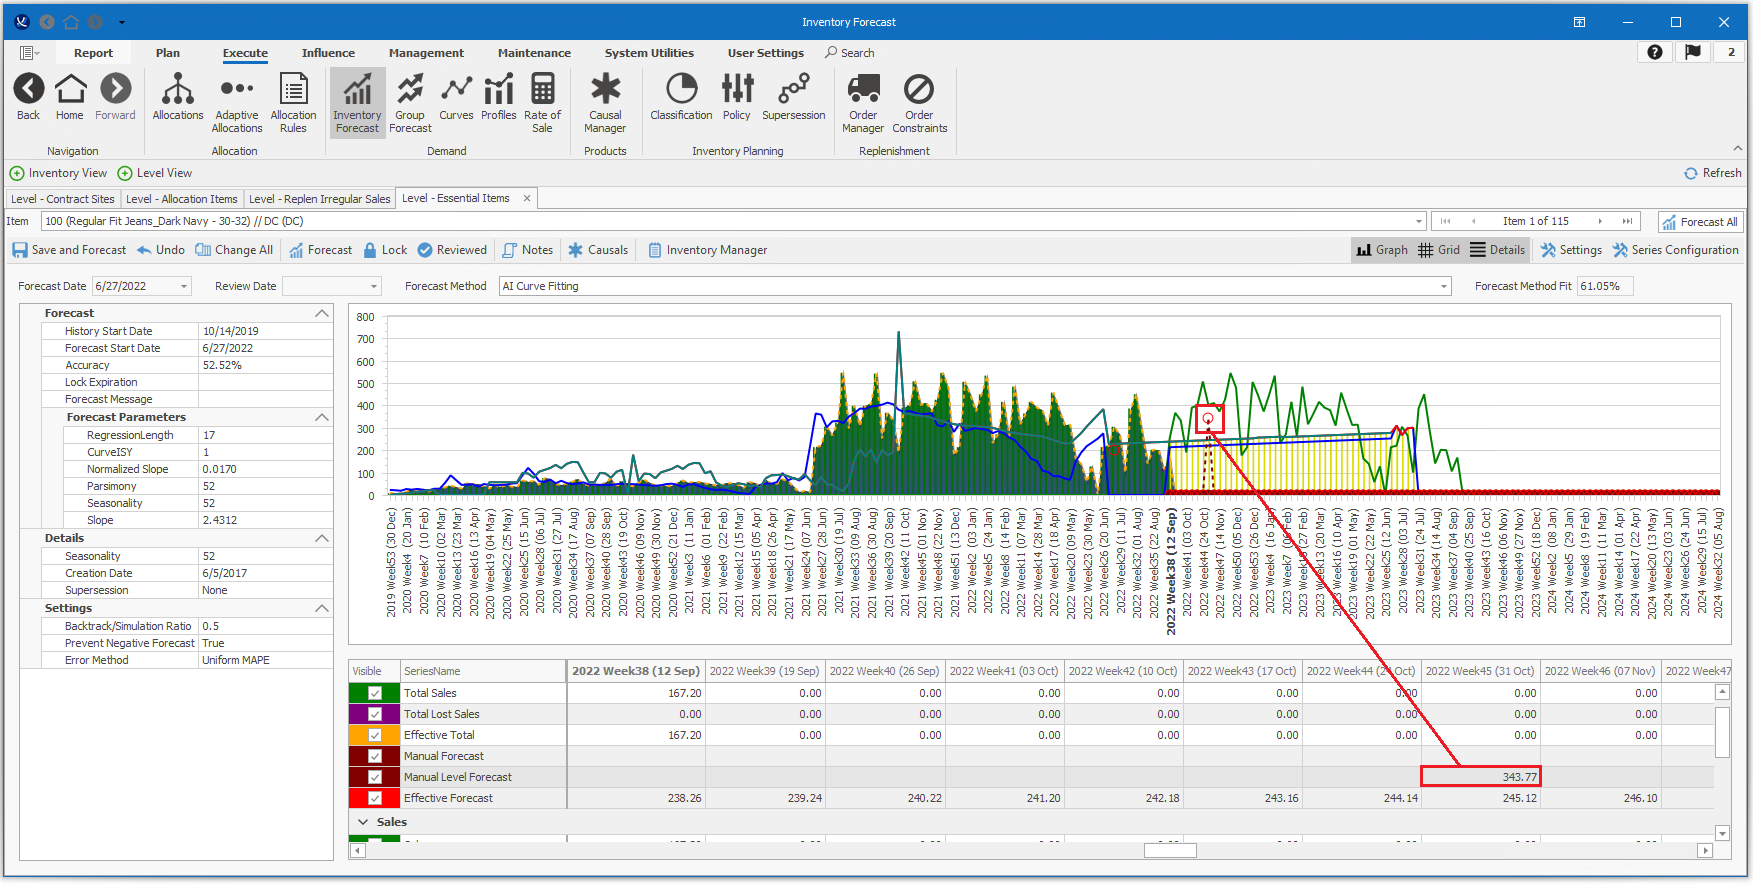 Inventory Forecast
Report Plan Execute Influence Management Maintenance System Utilities User Settings Search 2
Back Home Forward Allocations Adaptive Allocations Allocation Rules Inventory Forecast Group Forecast Curves Profiles Rate of Sale Causal Manager Classification Policy Supersession Order Manager Order Constraints
Navigation Allocation Demand Products Inventory Planning Replenishment
Inventory View Level View Refresh
Level - Contract Sites Level - Allocation Items Level - Replen Irregular Sales Level - Essential Items
Item 100 (Regular Fit Jeans_Dark Navy - 30-32) // DC (DC) Item 1 of 115 Forecast All
Save and Forecast Undo Change All Forecast Lock Reviewed Notes Causals Inventory Manager Graph Grid Details Settings Series Configuration
Forecast Date 6/27/2022 Review Date Forecast Method AI Curve Fitting Forecast Method Fit 61.05%
Forecast
History Start Date 10/14/2019
Forecast Start Date 6/27/2022
Accuracy 52.52%
Lock Expiration
Forecast Message
Forecast Parameters
RegressionLength 17
CurveISY 1
Normalized Slope 0.0170
Parsimony 52
Seasonality 52
Slope 2.4312
Details
Seasonality 52
Creation Date 6/5/2017
Supersession None
Settings
Backtrack/Simulation Ratio 0.5
Prevent Negative Forecast True
Error Method Uniform MAPE
800
700
600
500
400
300
200
100
0
2019 Week53 (30 Dec)
2020 Week4 (20 Jan)
2020 Week7 (10 Feb)
2020 Week10 (02 Mar)
2020 Week13 (23 Mar)
2020 Week16 (13 Apr)
2020 Week19 (04 May)
2020 Week22 (25 May)
2020 Week25 (15 Jun)
2020 Week28 (06 Jul)
2020 Week31 (27 Jul)
2020 Week34 (17 Aug)
2020 Week37 (07 Sep)
2020 Week40 (28 Sep)
2020 Week43 (19 Oct)
2020 Week46 (09 Nov)
2020 Week49 (30 Nov)
2020 Week52 (21 Dec)
2021 Week3 (11 Jan)
2021 Week6 (01 Feb)
2021 Week9 (22 Feb)
2021 Week12 (15 Mar)
2021 Week15 (05 Apr)
2021 Week18 (26 Apr)
2021 Week21 (17 May)
2021 Week24 (07 Jun)
2021 Week27 (28 Jun)
2021 Week30 (19 Jul)
2021 Week33 (09 Aug)
2021 Week36 (30 Aug)
2021 Week39 (20 Sep)
2021 Week42 (11 Oct)
2021 Week45 (01 Nov)
2021 Week48 (22 Nov)
2021 Week51 (13 Dec)
2022 Week2 (03 Jan)
2022 Week5 (24 Jan)
2022 Week8 (14 Feb)
2022 Week11 (07 Mar)
2022 Week14 (28 Mar)
2022 Week17 (18 Apr)
2022 Week20 (09 May)
2022 Week23 (30 May)
2022 Week26 (20 Jun)
2022 Week29 (11 Jul)
2022 Week32 (01 Aug)
2022 Week35 (22 Aug)
2022 Week38 (12 Sep)
2022 Week41 (03 Oct)
2022 Week44 (24 Oct)
2022 Week47 (14 Nov)
2022 Week50 (05 Dec)
2022 Week53 (26 Dec)
2023 Week4 (16 Jan)
2023 Week7 (06 Feb)
2023 Week10 (27 Feb)
2023 Week13 (20 Mar)
2023 Week16 (10 Apr)
2023 Week19 (01 May)
2023 Week22 (22 May)
2023 Week25 (12 Jun)
2023 Week28 (03 Jul)
2023 Week31 (24 Jul)
2023 Week34 (14 Aug)
2023 Week37 (04 Sep)
2023 Week40 (25 Sep)
2023 Week43 (16 Oct)
2023 Week46 (06 Nov)
2023 Week49 (27 Nov)
2023 Week52 (18 Dec)
2024 Week2 (08 Jan)
2024 Week5 (29 Jan)
2024 Week8 (19 Feb)
2024 Week11 (11 Mar)
2024 Week14 (01 Apr)
2024 Week17 (22 Apr)
2024 Week20 (13 May)
2024 Week23 (03 Jun)
2024 Week26 (24 Jun)
2024 Week29 (15 Jul)
2024 Week32 (05 Aug)
Visible SeriesName 2022 Week38 (12 Sep) 2022 Week39 (19 Sep) 2022 Week40 (26 Sep) 2022 Week41 (03 Oct) 2022 Week42 (10 Oct) 2022 Week43 (17 Oct) 2022 Week44 (24 Oct) 2022 Week45 (31 Oct) 2022 Week46 (07 Nov) 2022 Week47
Total Sales 167.20 0.00 0.00 0.00 0.00 0.00 0.00 0.00 0.00
Total Lost Sales 0.00 0.00 0.00 0.00 0.00 0.00 0.00 0.00 0.00
Effective Total 167.20 0.00 0.00 0.00 0.00 0.00 0.00 0.00 0.00
Manual Forecast
Manual Level Forecast 343.77
Effective Forecast 238.26 239.24 240.22 241.20 242.18 243.16 244.14 245.12 246.10
Sales